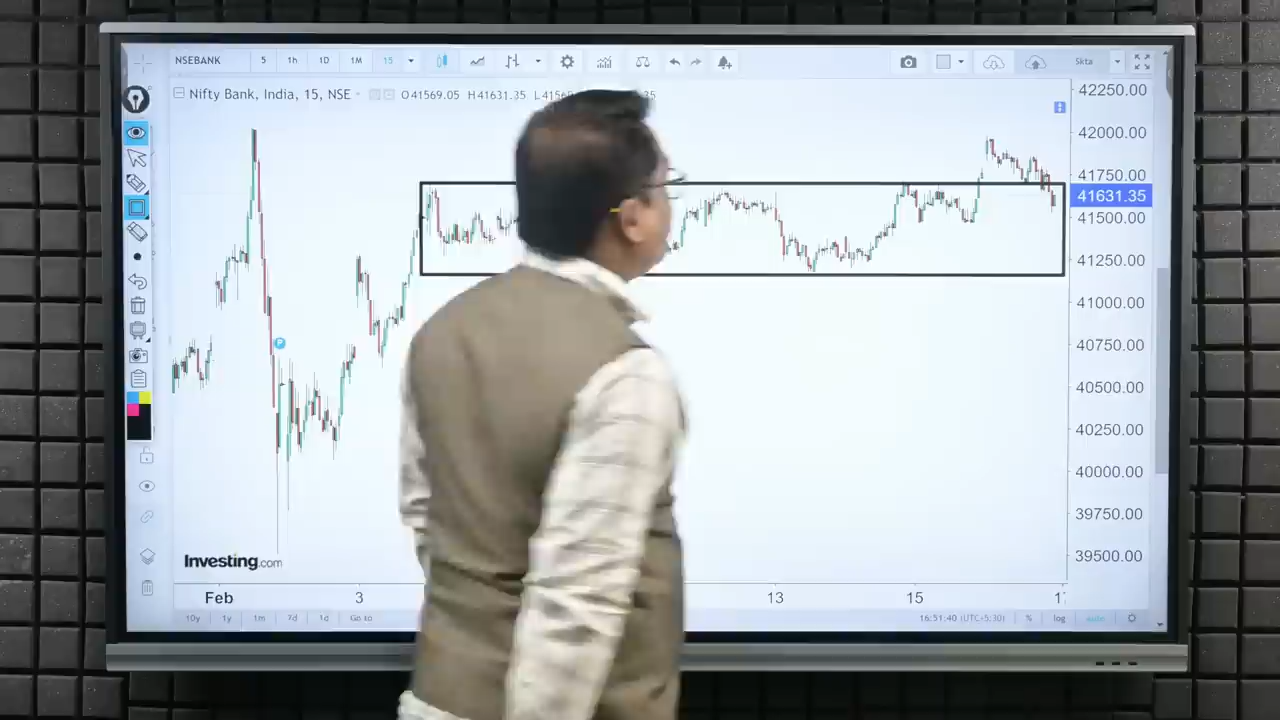 NSEBANK 5 1h 1D 1M 15 Skta
Nifty Bank, India, 15, NSE O41569.05 H41631.35
42250.00
42000.00
41750.00
41631.35
41500.00
41250.00
41000.00
40750.00
40500.00
40250.00
40000.00
39750.00
39500.00
P
Investing.com
Feb 3 13 15
10y 1y 1m 7d 1d Go to 16:51:40 (UTC+5:30) % log auto